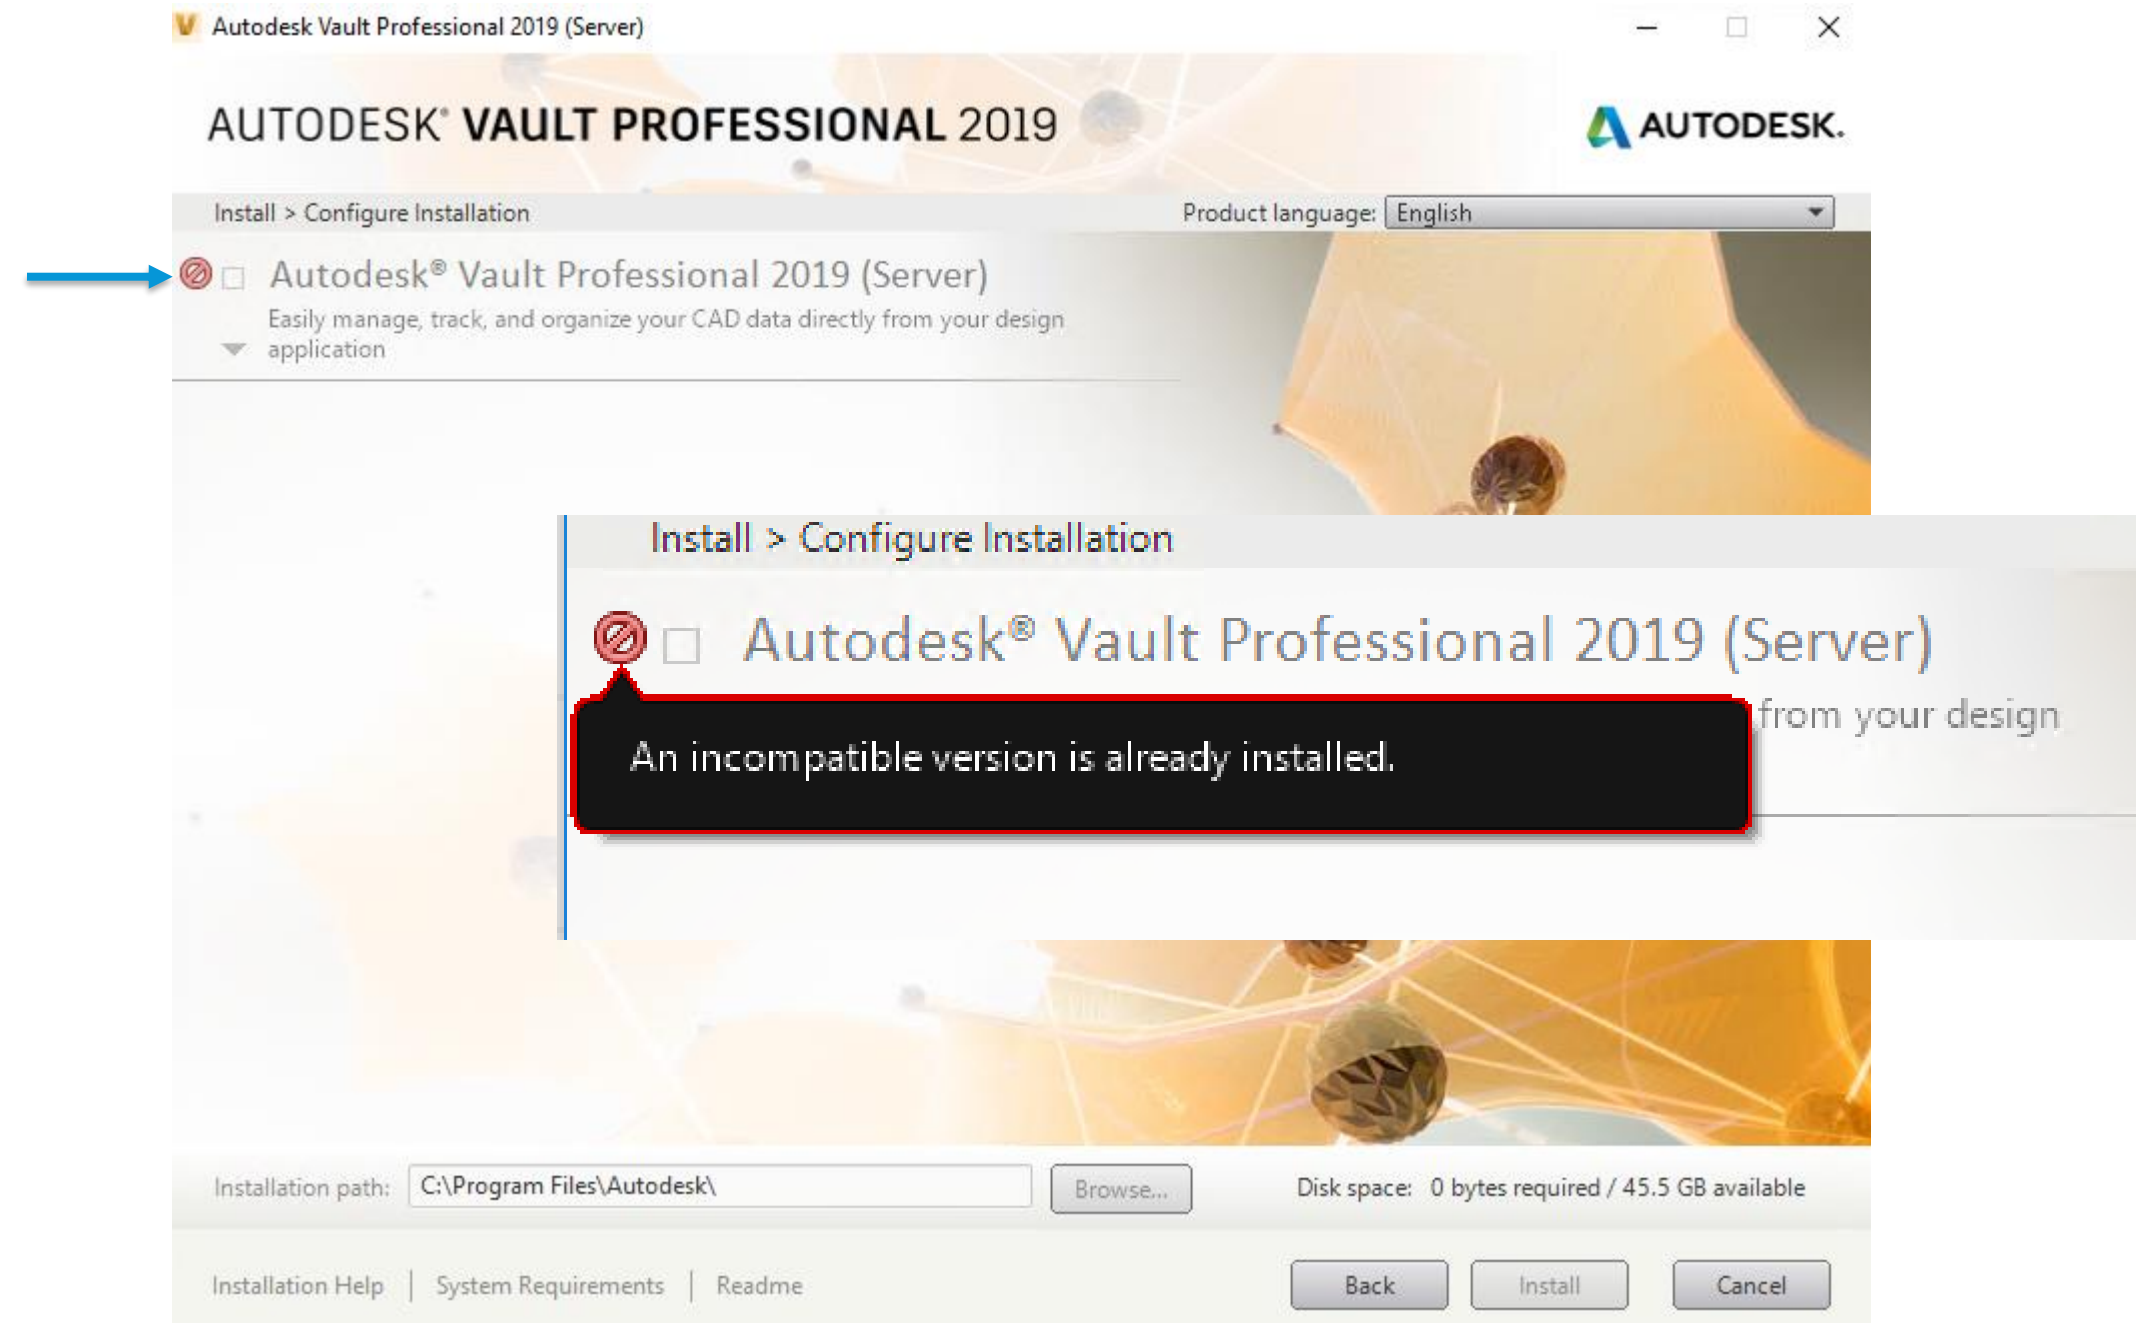 Autodesk Vault Professional 2019 (Server)
AUTODESK® VAULT PROFESSIONAL 2019
AUTODESK.
Install > Configure Installation
Product language: English
Autodesk® Vault Professional 2019 (Server)
Easily manage, track, and organize your CAD data directly from your design
application
Install > Configure Installation
Autodesk® Vault Professional 2019 (Server)
from your design
An incompatible version is already installed.
Installation path: C:\Program Files\Autodesk\
Browse...
Disk space: 0 bytes required / 45.5 GB available
Installation Help | System Requirements | Readme
Back
Install
Cancel